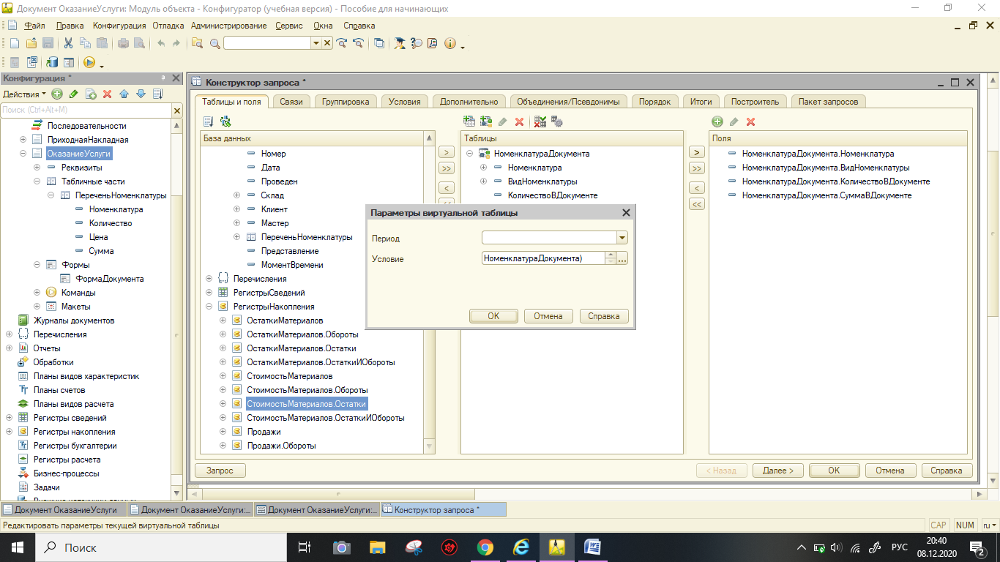 Документ ОказаниеУслуги: Модуль объекта - Конфигуратор (учебная версия) - Пособие для начинающих
Файл Правка Конфигурация Отладка Администрирование Сервис Окна Справка
Конфигурация *
Действия
Поиск (Ctrl+Alt+M)
Последовательности
ПриходнаяНакладная
ОказаниеУслуги
Реквизиты
Табличные части
ПереченьНоменклатуры
Номенклатура
Количество
Цена
Сумма
Формы
ФормаДокумента
Команды
Макеты
Журналы документов
Перечисления
Отчеты
Обработки
Планы видов характеристик
Планы счетов
Планы видов расчета
Регистры сведений
Регистры накопления
Регистры бухгалтерии
Регистры расчета
Бизнес-процессы
Задачи
Конструктор запроса *
Таблицы и поля Связи Группировка Условия Дополнительно Объединения/Псевдонимы Порядок Итоги Построитель Пакет запросов
База данных
Номер
Дата
Проведен
Склад
Клиент
Мастер
ПереченьНоменклатуры
Представление
МоментВремени
Перечисления
РегистрыСведений
РегистрыНакопления
ОстаткиМатериалов
ОстаткиМатериалов.Обороты
ОстаткиМатериалов.Остатки
ОстаткиМатериалов.ОстаткиИОбороты
СтоимостьМатериалов
СтоимостьМатериалов.Обороты
СтоимостьМатериалов.Остатки
СтоимостьМатериалов.ОстаткиИОбороты
Продажи
Продажи.Обороты
> >> <
Таблицы
НоменклатураДокумента
Номенклатура
ВидНоменклатуры
КоличествоВДокументе
> >> < <<
Поля
НоменклатураДокумента.Номенклатура
НоменклатураДокумента.ВидНоменклатуры
НоменклатураДокумента.КоличествоВДокументе
НоменклатураДокумента.СуммаВДокументе
Параметры виртуальной таблицы
Период
Условие НоменклатураДокумента) ...
OK Отмена Справка
Запрос < Назад Далее > OK Отмена Справка
Документ ОказаниеУслуги Документ ОказаниеУслуги:... Документ ОказаниеУслуги:... Конструктор запроса *
Редактировать параметры текущей виртуальной таблицы CAP NUM ru
Поиск РУС 20:40
08.12.2020 2